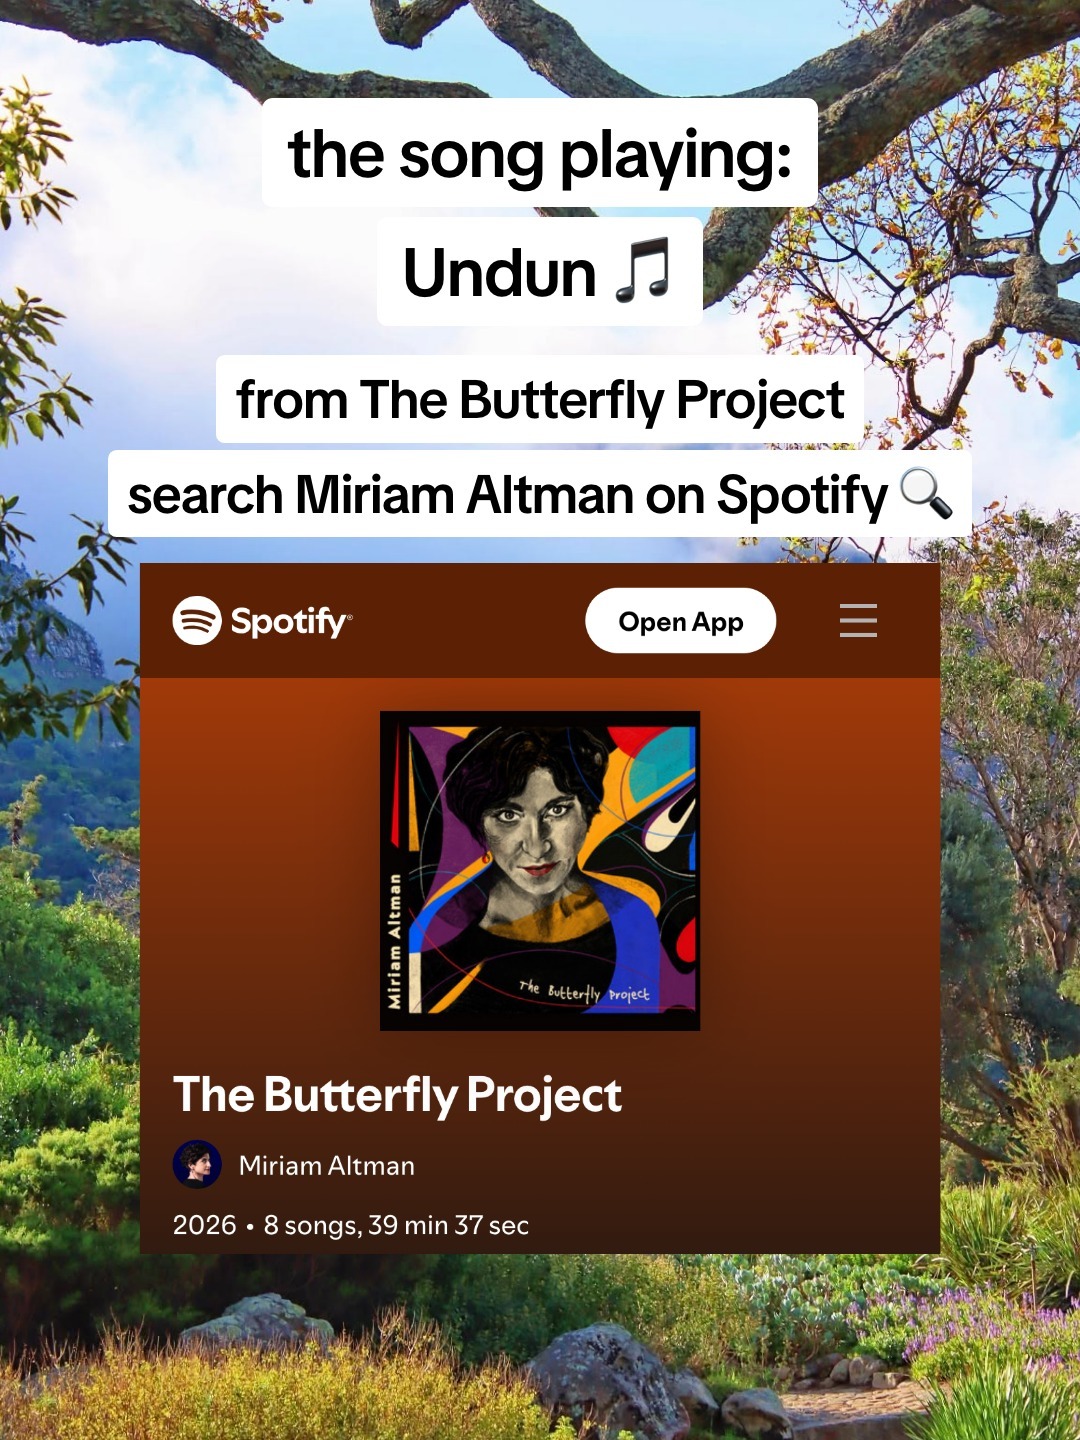 the song playing:
Undun 🎵
from The Butterfly Project
search Miriam Altman on Spotify 🔍
Spotify®
Open App
Miriam Altman
The Butterfly Project
The Butterfly Project
Miriam Altman
2026 • 8 songs, 39 min 37 sec